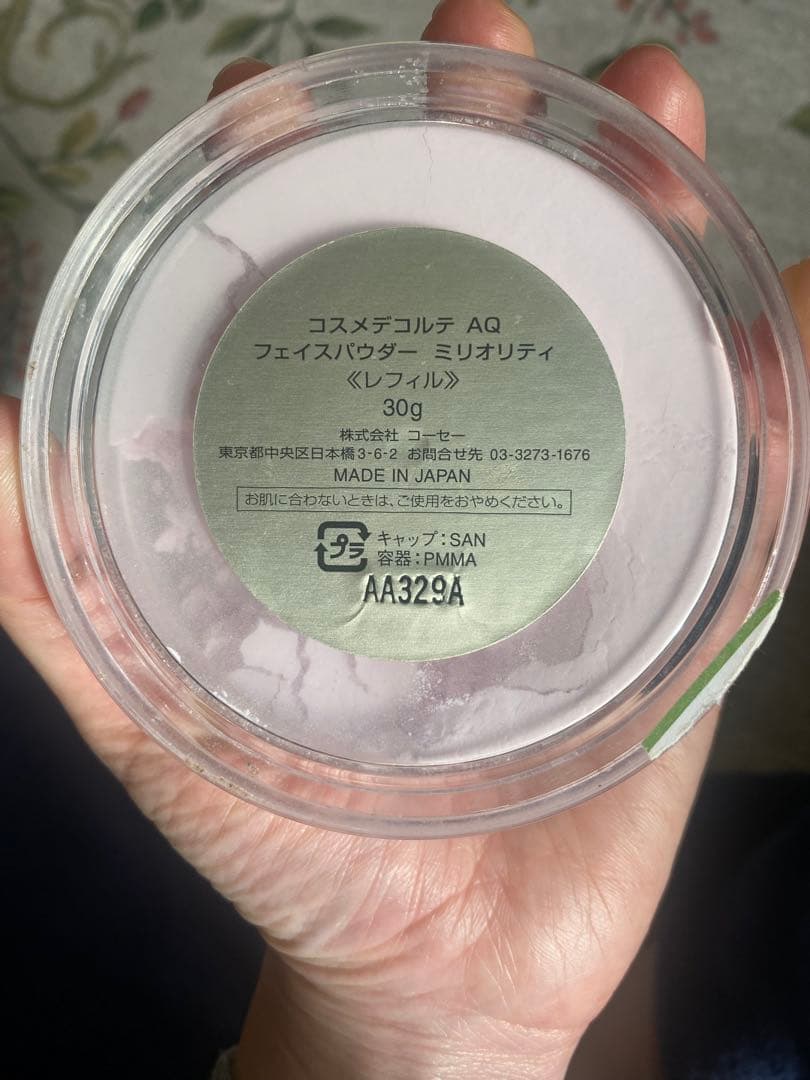 コスメデコルテ AQ
フェイスパウダー ミリオリティ
《レフィル》
30g
株式会社 コーセー
東京都中央区日本橋3-6-2 お問合せ先 03-3273-1676
MADE IN JAPAN
お肌に合わないときは、ご使用をおやめください。
プラ
キャップ:SAN
容器:PMMA
AA329A